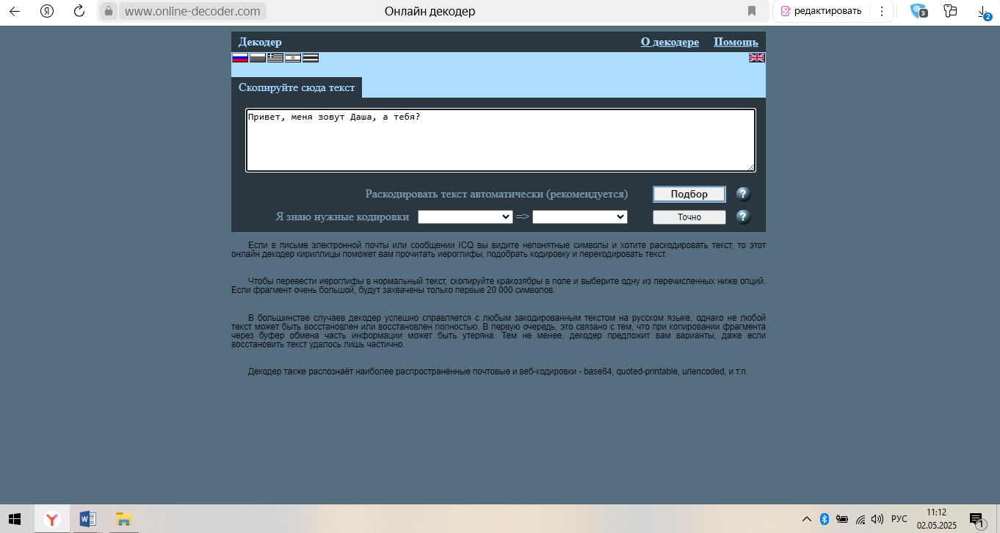 Я
www.online-decoder.com
Онлайн декодер
редактировать
3
2
Декодер
О декодере
Помощь
Скопируйте сюда текст
Привет, меня зовут Даша, а тебя?
Раскодировать текст автоматически (рекомендуется)
Подбор
?
Я знаю нужные кодировки
=>
Точно
?
Если в письме электронной почты или сообщении ICQ вы видите непонятные символы и хотите раскодировать текст, то этот
онлайн декодер кириллицы поможет вам прочитать иероглифы, подобрать кодировку и перекодировать текст.
Чтобы перевести иероглифы в нормальный текст, скопируйте кракозябры в поле и выберите одну из перечисленных ниже опций.
Если фрагмент очень большой, будут захвачены только первые 20 000 символов.
В большинстве случаев декодер успешно справляется с любым закодированным текстом на русском языке, однако не любой
текст может быть восстановлен или восстановлен полностью. В первую очередь, это связано с тем, что при копировании фрагмента
через буфер обмена часть информации может быть утеряна. Тем не менее, декодер предложит вам варианты, даже если
восстановить текст удалось лишь частично.
Декодер также распознаёт наиболее распространённые почтовые и веб-кодировки - base64, quoted-printable, urlencoded, и т.п.
РУС
11:12
02.05.2025
1